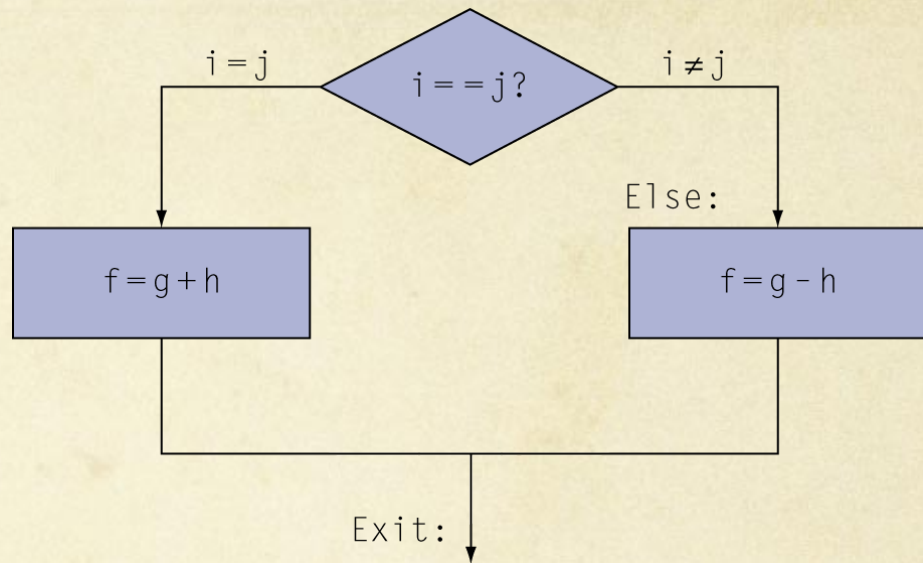 i = j
i = = j?
i ≠ j
Else:
f = g + h
f = g - h
Exit: